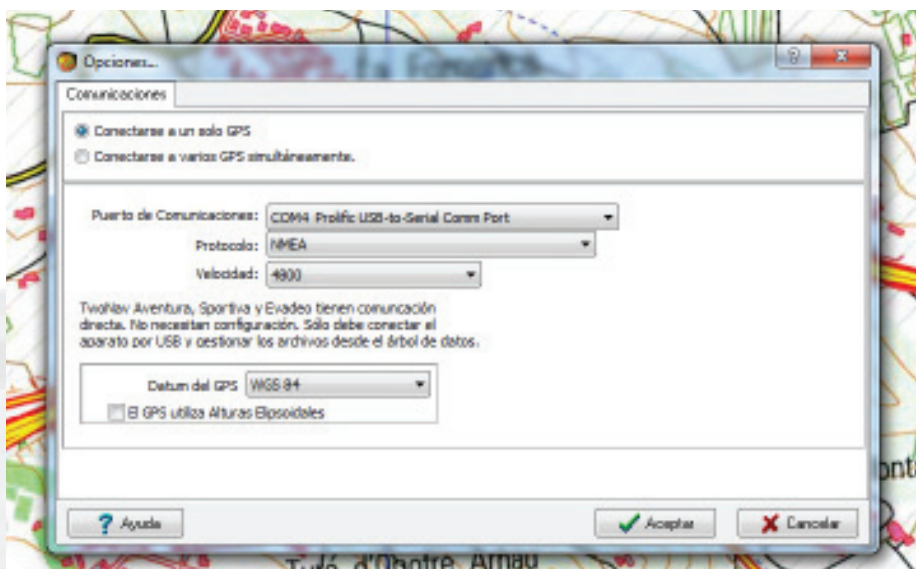 Opciones...
Comunicaciones
Conectarse a un solo GPS
Conectarse a varios GPS simultáneamente.
Puerto de Comunicaciones: COM4 Prolific USB-to-Serial Comm Port
Protocolo: NMEA
Velocidad: 4800
TwoNav Aventura, Sportiva y Evadeo tienen comuncación
directa. No necesitan configuración. Sólo debe conectar el
aparato por USB y gestionar los archivos desde el árbol de datos.
Datum del GPS WGS 84
El GPS utiliza Alturas Elipsoidales
? Ayuda
Aceptar
Cancelar